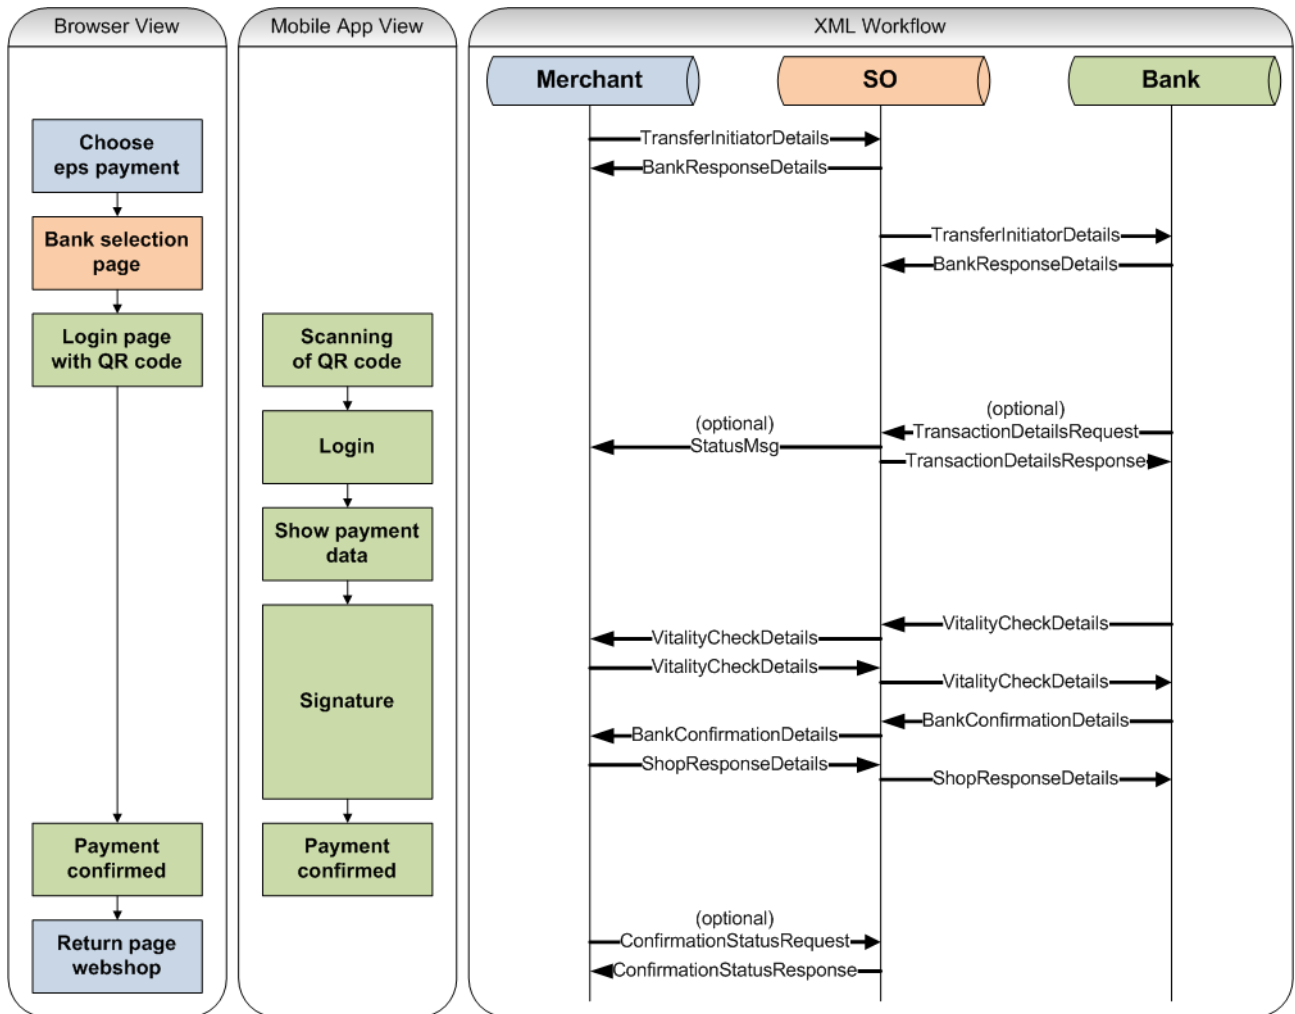 Browser View
Mobile App View
XML Workflow
Choose
eps payment
Bank selection
page
Login page
with QR code
Payment
confirmed
Return page
webshop
Scanning
of QR code
Login
Show payment
data
Signature
Payment
confirmed
Merchant
SO
Bank
TransferInitiatorDetails
BankResponseDetails
TransferInitiatorDetails
BankResponseDetails
(optional)
TransactionDetailsRequest
(optional)
StatusMsg
TransactionDetailsResponse
VitalityCheckDetails
VitalityCheckDetails
VitalityCheckDetails
VitalityCheckDetails
BankConfirmationDetails
BankConfirmationDetails
ShopResponseDetails
ShopResponseDetails
(optional)
ConfirmationStatusRequest
ConfirmationStatusResponse